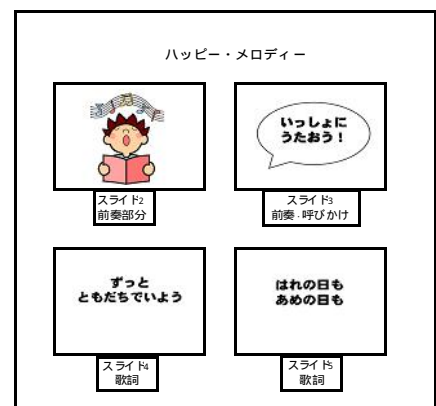 ハッピー・メロディー
いっしょに
うたおう！
スライド2
前奏部分
スライド3
前奏・呼びかけ
ずっと
ともだちでいよう
はれの日も
あめの日も
スライド4
歌詞
スライド5
歌詞